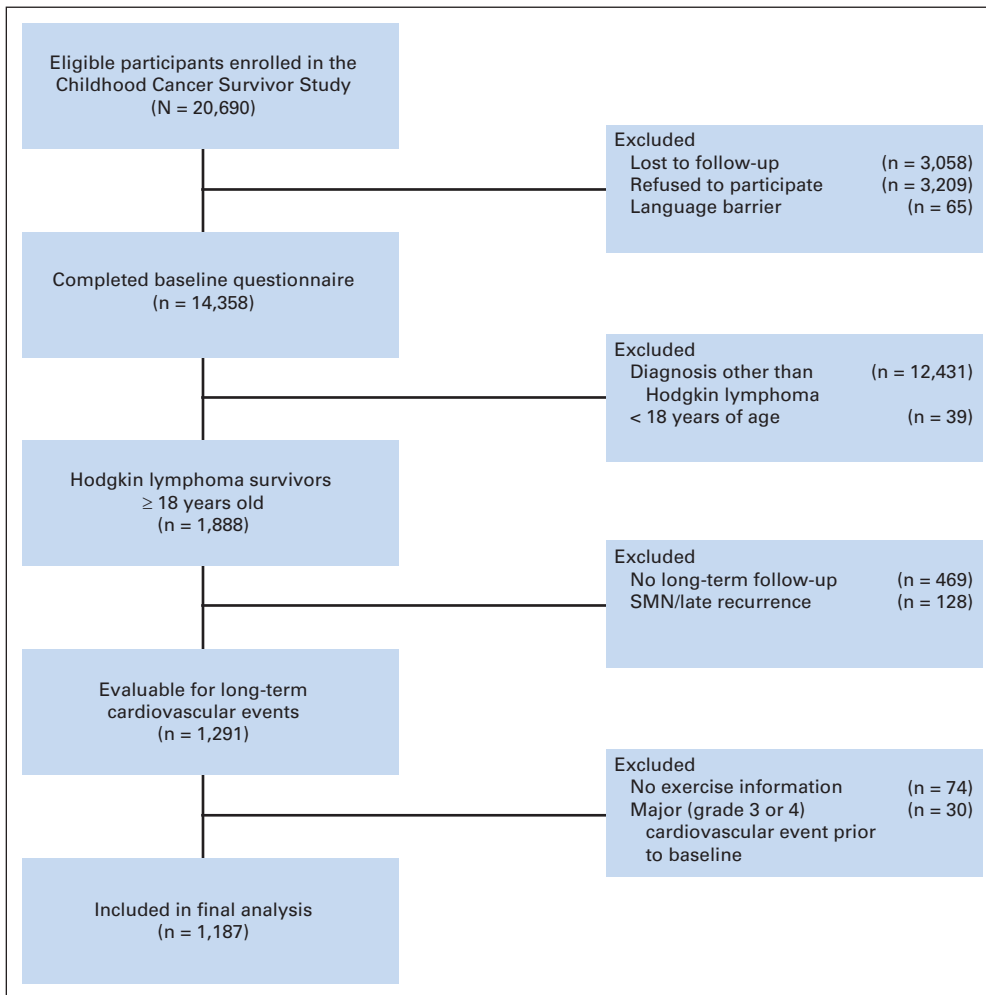 Eligible participants enrolled in the
Childhood Cancer Survivor Study
(N = 20,690)
Excluded
Lost to follow-up (n = 3,058)
Refused to participate (n = 3,209)
Language barrier (n = 65)
Completed baseline questionnaire
(n = 14,358)
Excluded
Diagnosis other than (n = 12,431)
Hodgkin lymphoma
< 18 years of age (n = 39)
Hodgkin lymphoma survivors
≥ 18 years old
(n = 1,888)
Excluded
No long-term follow-up (n = 469)
SMN/late recurrence (n = 128)
Evaluable for long-term
cardiovascular events
(n = 1,291)
Excluded
No exercise information (n = 74)
Major (grade 3 or 4) (n = 30)
cardiovascular event prior
to baseline
Included in final analysis
(n = 1,187)